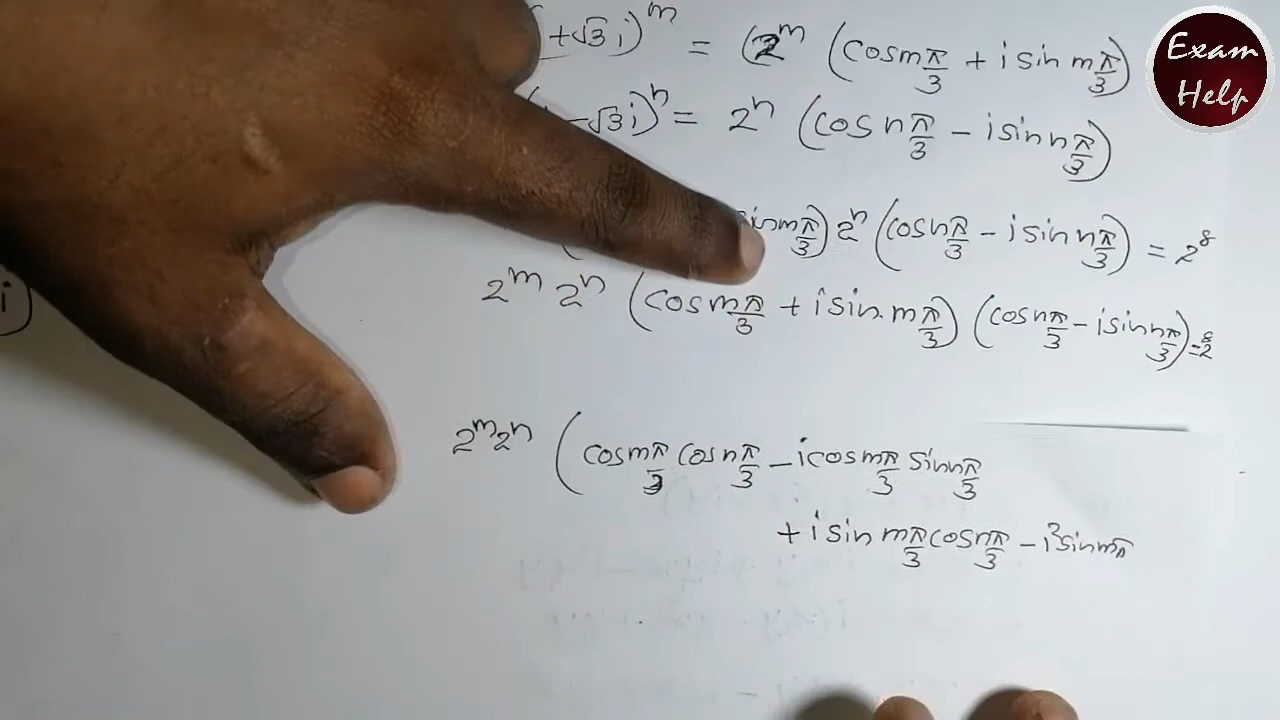 +√3 i)^m = (2^m (cos mπ/3 + i sin mπ/3)
-√3 i)^n = 2^n (cos nπ/3 - i sin nπ/3)
sin mπ/3) 2^n (cos nπ/3 - i sin nπ/3) = 2^8
i)
2^m 2^n (cos mπ/3 + i sin mπ/3) (cos nπ/3 - i sin nπ/3) = 2^8
2^m 2^n (cos mπ/3 cos nπ/3 - i cos mπ/3 sin nπ/3
+ i sin mπ/3 cos nπ/3 - i^2 sin mπ
Exam
Help